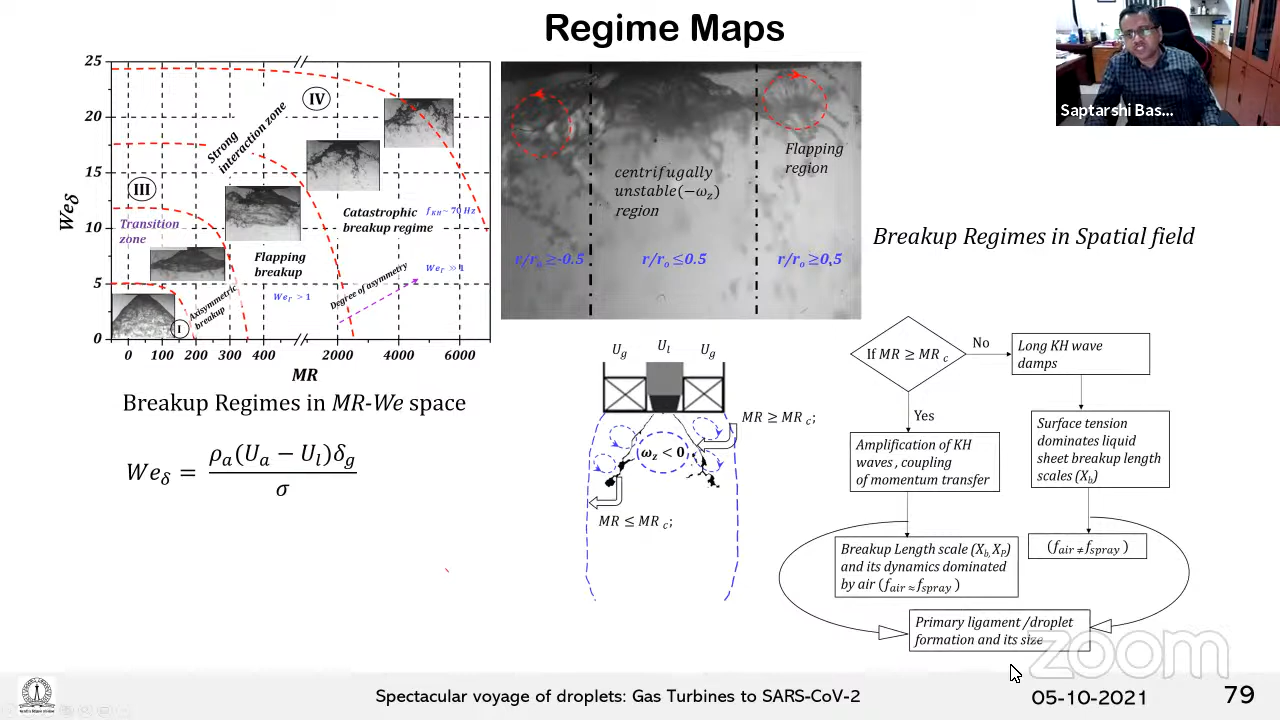 Regime Maps
Saptarshi Bas...
25
20
15
10
5
0
We_δ
0 100 200 300 400 2000 4000 6000
MR
IV
Strong
interaction zone
III
Transition
zone
Catastrophic
breakup regime
f_KH ~ 70 Hz
Flapping
breakup
We_Γ > 1
We_Γ ≫ 1
Degree of asymmetry
Axisymmetric
breakup
I
Breakup Regimes in MR-We space
We_δ = ρ_a(U_a − U_l)δ_g / σ
centrifugally
unstable(−ω_z)
region
Flapping
region
r/r_o ≥-0.5
r/r_o ≤0.5
r/r_o ≥0,5
Breakup Regimes in Spatial field
U_g U_l U_g
MR ≥ MR_c;
ω_z < 0
MR ≤ MR_c;
If MR ≥ MR_c
No
Long KH wave
damps
Yes
Amplification of KH
waves , coupling
of momentum transfer
Surface tension
dominates liquid
sheet breakup length
scales (X_b)
Breakup Length scale (X_b, X_P)
and its dynamics dominated
by air (f_air ≈ f_spray)
(f_air ≠ f_spray)
Primary ligament /droplet
formation and its size
zoom
Spectacular voyage of droplets: Gas Turbines to SARS-CoV-2
05-10-2021
79